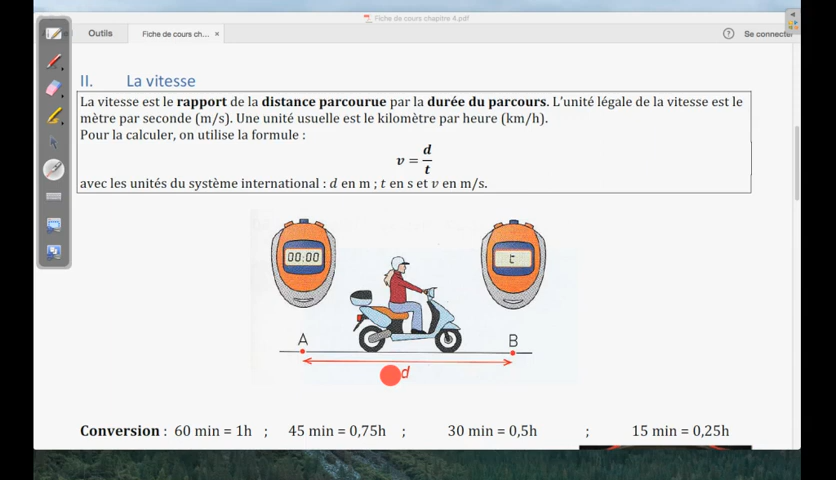 Fiche de cours chapitre 4.pdf
Outils
Fiche de cours ch... ×
? Se connecter
II. La vitesse
La vitesse est le rapport de la distance parcourue par la durée du parcours. L'unité légale de la vitesse est le
mètre par seconde (m/s). Une unité usuelle est le kilomètre par heure (km/h).
Pour la calculer, on utilise la formule :
v = d/t
avec les unités du système international : d en m ; t en s et v en m/s.
00:00
t
A
B
d
Conversion : 60 min = 1h ; 45 min = 0,75h ; 30 min = 0,5h ; 15 min = 0,25h